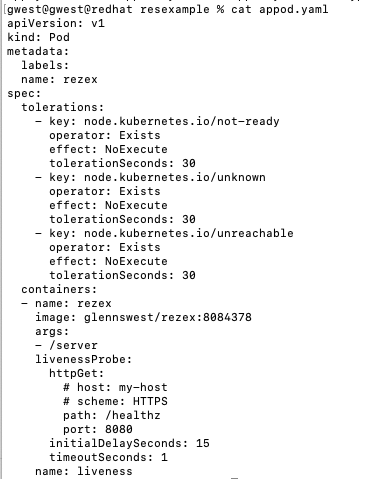 [gwest@gwest@redhat resexample % cat appod.yaml
apiVersion: v1
kind: Pod
metadata:
  labels:
  name: rezex
spec:
  tolerations:
    - key: node.kubernetes.io/not-ready
      operator: Exists
      effect: NoExecute
      tolerationSeconds: 30
    - key: node.kubernetes.io/unknown
      operator: Exists
      effect: NoExecute
      tolerationSeconds: 30
    - key: node.kubernetes.io/unreachable
      operator: Exists
      effect: NoExecute
      tolerationSeconds: 30
  containers:
  - name: rezex
    image: glennswest/rezex:8084378
    args:
    - /server
    livenessProbe:
      httpGet:
        # host: my-host
        # scheme: HTTPS
        path: /healthz
        port: 8080
      initialDelaySeconds: 15
      timeoutSeconds: 1
    name: liveness